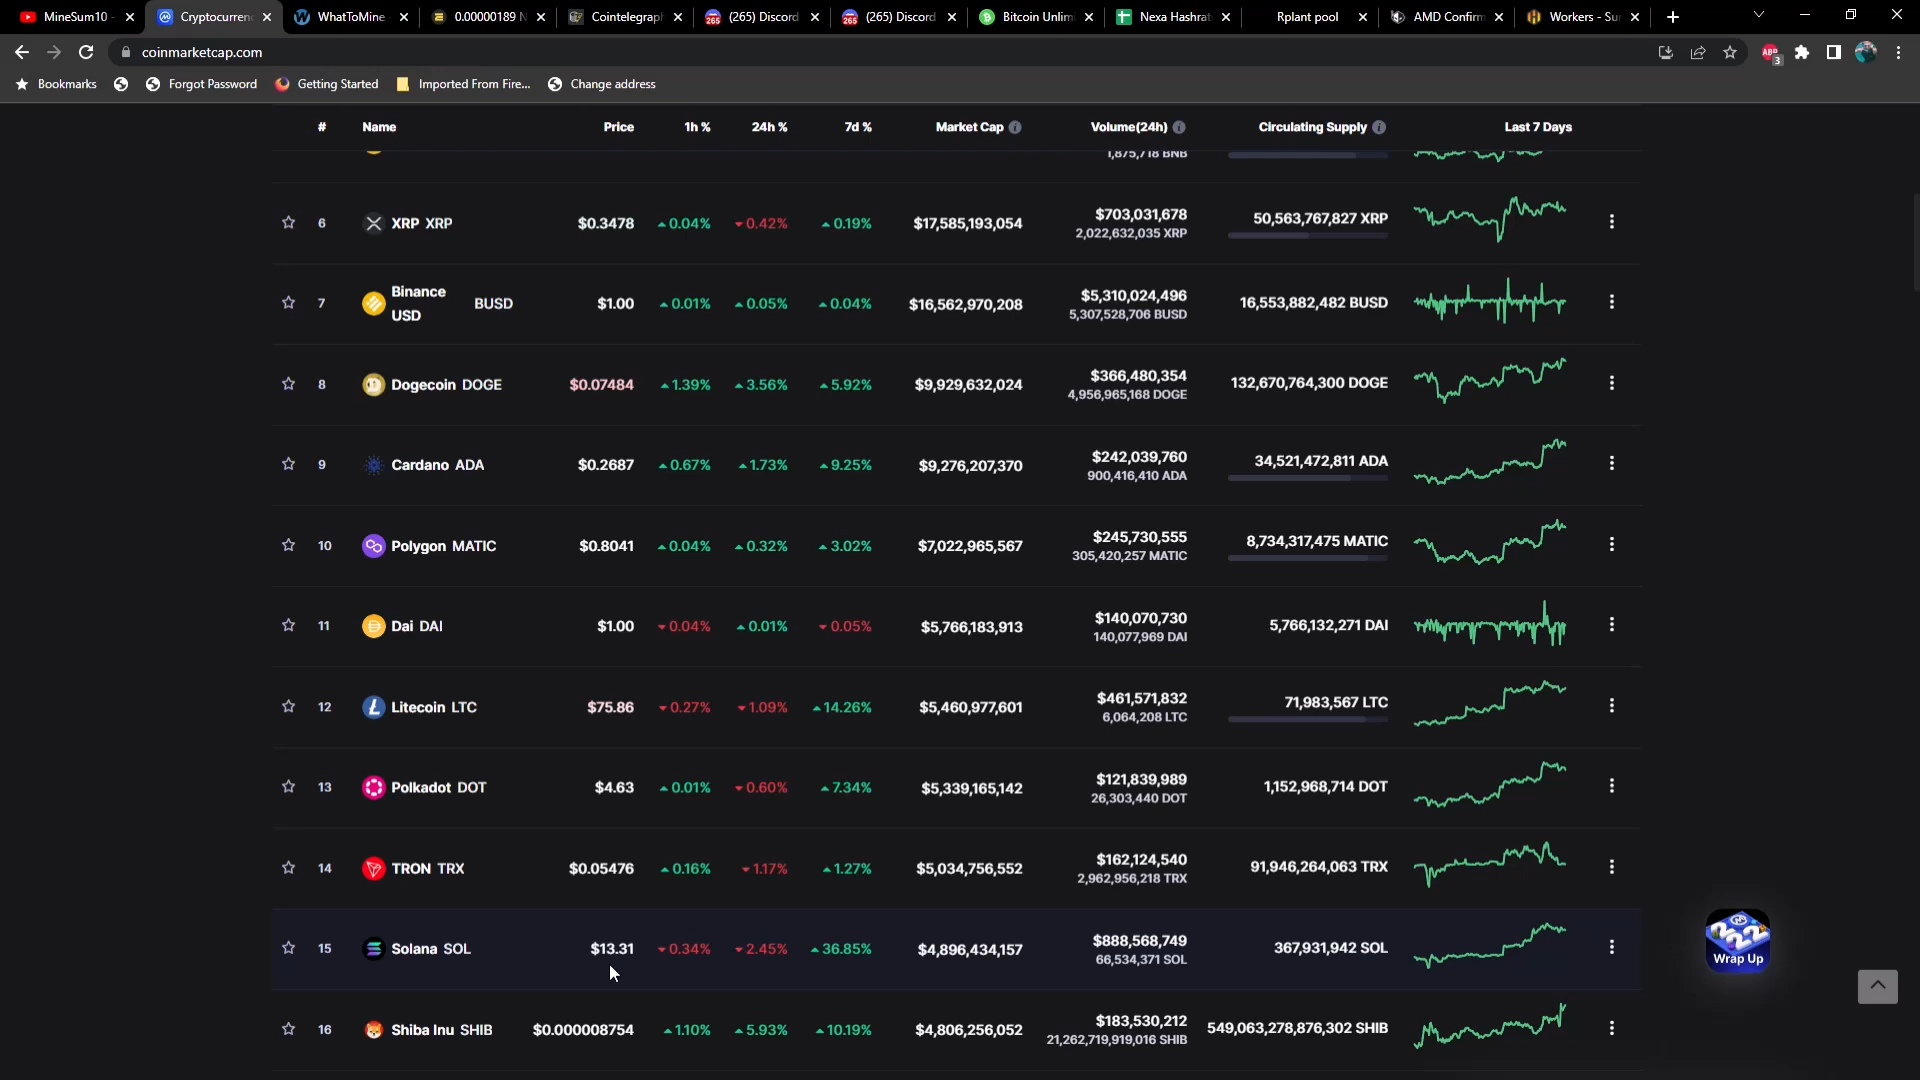 MineSum10 -
Cryptocurrenc
WhatToMine -
0.00000189 N
Cointelegraph
(265) Discord
(265) Discord
Bitcoin Unlim
Nexa Hashrat
Rplant pool
AMD Confirm
Workers - Su
coinmarketcap.com
ABP
3
Bookmarks
Forgot Password
Getting Started
Imported From Fire...
Change address
# Name Price 1h % 24h % 7d % Market Cap Volume(24h) Circulating Supply Last 7 Days
1,875,718 BNB
6 XRP XRP $0.3478 0.04% 0.42% 0.19% $17,585,193,054 $703,031,678 50,563,767,827 XRP
2,022,632,035 XRP
7 Binance USD BUSD $1.00 0.01% 0.05% 0.04% $16,562,970,208 $5,310,024,496 16,553,882,482 BUSD
5,307,528,706 BUSD
8 Dogecoin DOGE $0.07484 1.39% 3.56% 5.92% $9,929,632,024 $366,480,354 132,670,764,300 DOGE
4,956,965,168 DOGE
9 Cardano ADA $0.2687 0.67% 1.73% 9.25% $9,276,207,370 $242,039,760 34,521,472,811 ADA
900,416,410 ADA
10 Polygon MATIC $0.8041 0.04% 0.32% 3.02% $7,022,965,567 $245,730,555 8,734,317,475 MATIC
305,420,257 MATIC
11 Dai DAI $1.00 0.04% 0.01% 0.05% $5,766,183,913 $140,070,730 5,766,132,271 DAI
140,077,969 DAI
12 Litecoin LTC $75.86 0.27% 1.09% 14.26% $5,460,977,601 $461,571,832 71,983,567 LTC
6,064,208 LTC
13 Polkadot DOT $4.63 0.01% 0.60% 7.34% $5,339,165,142 $121,839,989 1,152,968,714 DOT
26,303,440 DOT
14 TRON TRX $0.05476 0.16% 1.17% 1.27% $5,034,756,552 $162,124,540 91,946,264,063 TRX
2,962,956,218 TRX
15 Solana SOL $13.31 0.34% 2.45% 36.85% $4,896,434,157 $888,568,749 367,931,942 SOL
66,534,371 SOL
Wrap Up
16 Shiba Inu SHIB $0.000008754 1.10% 5.93% 10.19% $4,806,256,052 $183,530,212 549,063,278,876,302 SHIB
21,262,719,919,016 SHIB